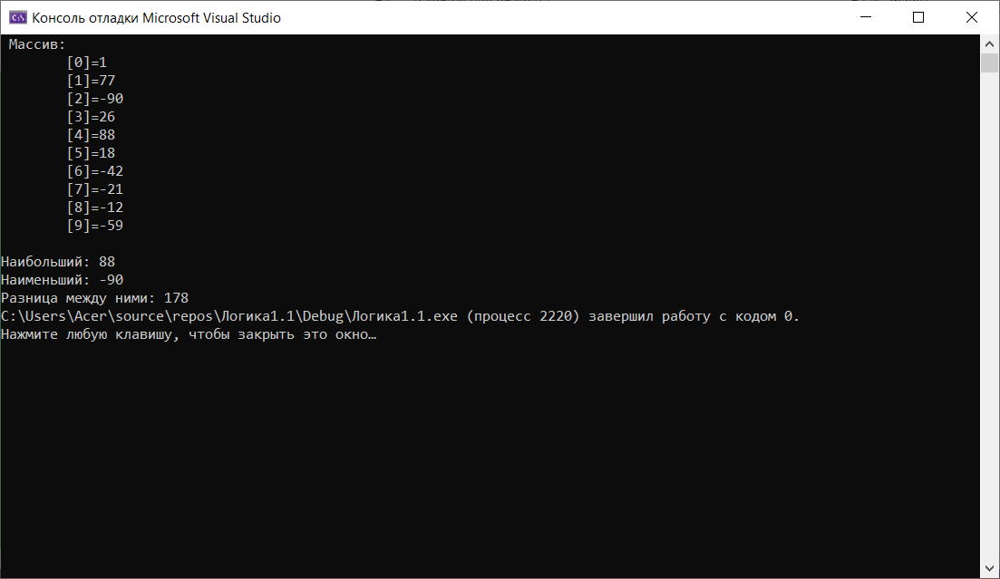 Консоль отладки Microsoft Visual Studio
Массив:
[0]=1
[1]=77
[2]=-90
[3]=26
[4]=88
[5]=18
[6]=-42
[7]=-21
[8]=-12
[9]=-59
Наибольший: 88
Наименьший: -90
Разница между ними: 178
C:\Users\Acer\source\repos\Логика1.1\Debug\Логика1.1.exe (процесс 2220) завершил работу с кодом 0.
Нажмите любую клавишу, чтобы закрыть это окно…